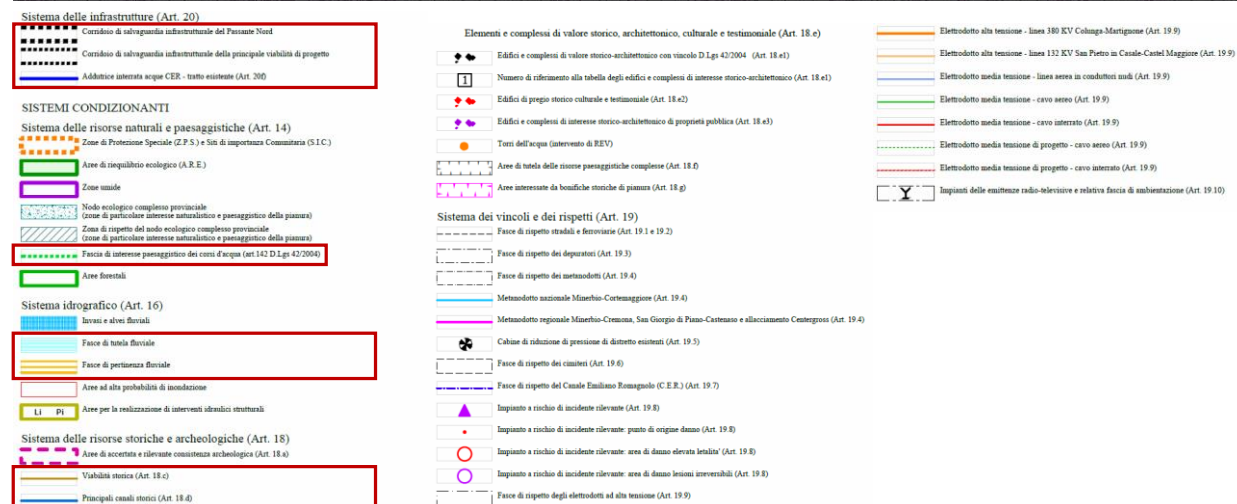 Sistema delle infrastrutture (Art. 20)
Corridoio di salvaguardia infrastrutturale del Passante Nord
Corridoio di salvaguardia infrastrutturale della principale viabilità di progetto
Adduttrice interrata acque CER - tratto esistente (Art. 20f)
SISTEMI CONDIZIONANTI
Sistema delle risorse naturali e paesaggistiche (Art. 14)
Zone di Protezione Speciale (Z.P.S.) e Siti di importanza Comunitaria (S.I.C.)
Aree di riequilibrio ecologico (A.R.E.)
Zone umide
Nodo ecologico complesso provinciale
(zone di particolare interesse naturalistico e paesaggistico della pianura)
Zona di rispetto del nodo ecologico complesso provinciale
(zone di particolare interesse naturalistico e paesaggistico della pianura)
Fascia di interesse paesaggistico dei corsi d'acqua (art.142 D.Lgs 42/2004)
Aree forestali
Sistema idrografico (Art. 16)
Invasi e alvei fluviali
Fasce di tutela fluviale
Fasce di pertinenza fluviale
Aree ad alta probabilità di inondazione
Li Pi Aree per la realizzazione di interventi idraulici strutturali
Sistema delle risorse storiche e archeologiche (Art. 18)
Aree di accertata e rilevante consistenza archeologica (Art. 18.a)
Viabilità storica (Art. 18.c)
Principali canali storici (Art. 18.d)
Elementi e complessi di valore storico, architettonico, culturale e testimoniale (Art. 18.e)
Edifici e complessi di valore storico-architettonico con vincolo D.Lgs 42/2004 (Art. 18.e1)
1 Numero di riferimento alla tabella degli edifici e complessi di interesse storico-architettonico (Art. 18.e1)
Edifici di pregio storico culturale e testimoniale (Art. 18.e2)
Edifici e complessi di interesse storico-architettonico di proprietà pubblica (Art. 18.e3)
Torri dell'acqua (intervento di REV)
Aree di tutela delle risorse paesaggistiche complesse (Art. 18.f)
Aree interessate da bonifiche storiche di pianura (Art. 18.g)
Sistema dei vincoli e dei rispetti (Art. 19)
Fasce di rispetto stradali e ferroviarie (Art. 19.1 e 19.2)
Fasce di rispetto dei depuratori (Art. 19.3)
Fasce di rispetto dei metanodotti (Art. 19.4)
Metanodotto nazionale Minerbio-Cortemaggiore (Art. 19.4)
Metanodotto regionale Minerbio-Cremona, San Giorgio di Piano-Castenaso e allacciamento Centergross (Art. 19.4)
Cabine di riduzione di pressione di distretto esistenti (Art. 19.5)
Fasce di rispetto dei cimiteri (Art. 19.6)
Fasce di rispetto del Canale Emiliano Romagnolo (C.E.R.) (Art. 19.7)
Impianto a rischio di incidente rilevante (Art. 19.8)
Impianto a rischio di incidente rilevante: punto di origine danno (Art. 19.8)
Impianto a rischio di incidente rilevante: area di danno elevata letalita' (Art. 19.8)
Impianto a rischio di incidente rilevante: area di danno lesioni irreversibili (Art. 19.8)
Fasce di rispetto degli elettrodotti ad alta tensione (Art. 19.9)
Elettrodotto alta tensione - linea 380 KV Colunga-Martignone (Art. 19.9)
Elettrodotto alta tensione - linea 132 KV San Pietro in Casale-Castel Maggiore (Art. 19.9)
Elettrodotto media tensione - linea aerea in conduttori nudi (Art. 19.9)
Elettrodotto media tensione - cavo aereo (Art. 19.9)
Elettrodotto media tensione - cavo interrato (Art. 19.9)
Elettrodotto media tensione di progetto - cavo aereo (Art. 19.9)
Elettrodotto media tensione di progetto - cavo interrato (Art. 19.9)
Impianti delle emittenze radio-televisive e relativa fascia di ambientazione (Art. 19.10)